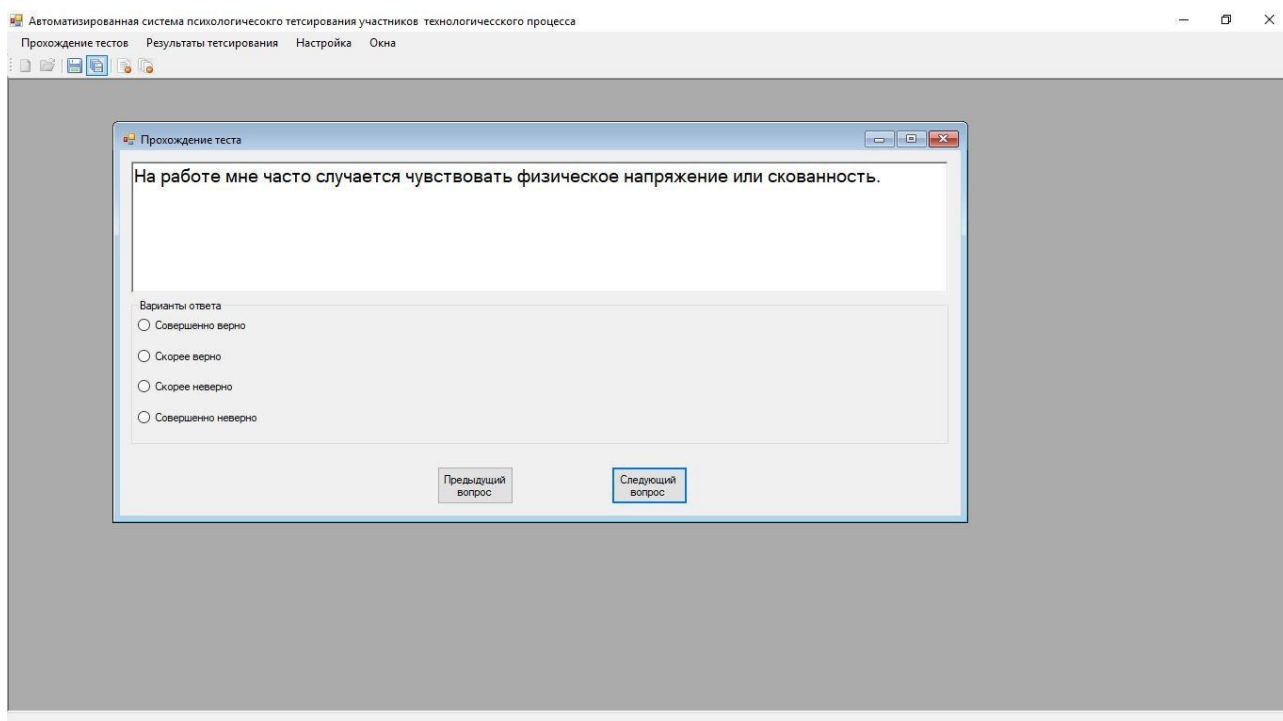 Автоматизированная система психологичесокго тетсирования участников технологичесского процесса
Прохождение тестов Результаты тетсирования Настройка Окна
Прохождение теста
На работе мне часто случается чувствовать физическое напряжение или скованность.
Варианты ответа
Совершенно верно
Скорее верно
Скорее неверно
Совершенно неверно
Предыдущий вопрос
Следующий вопрос